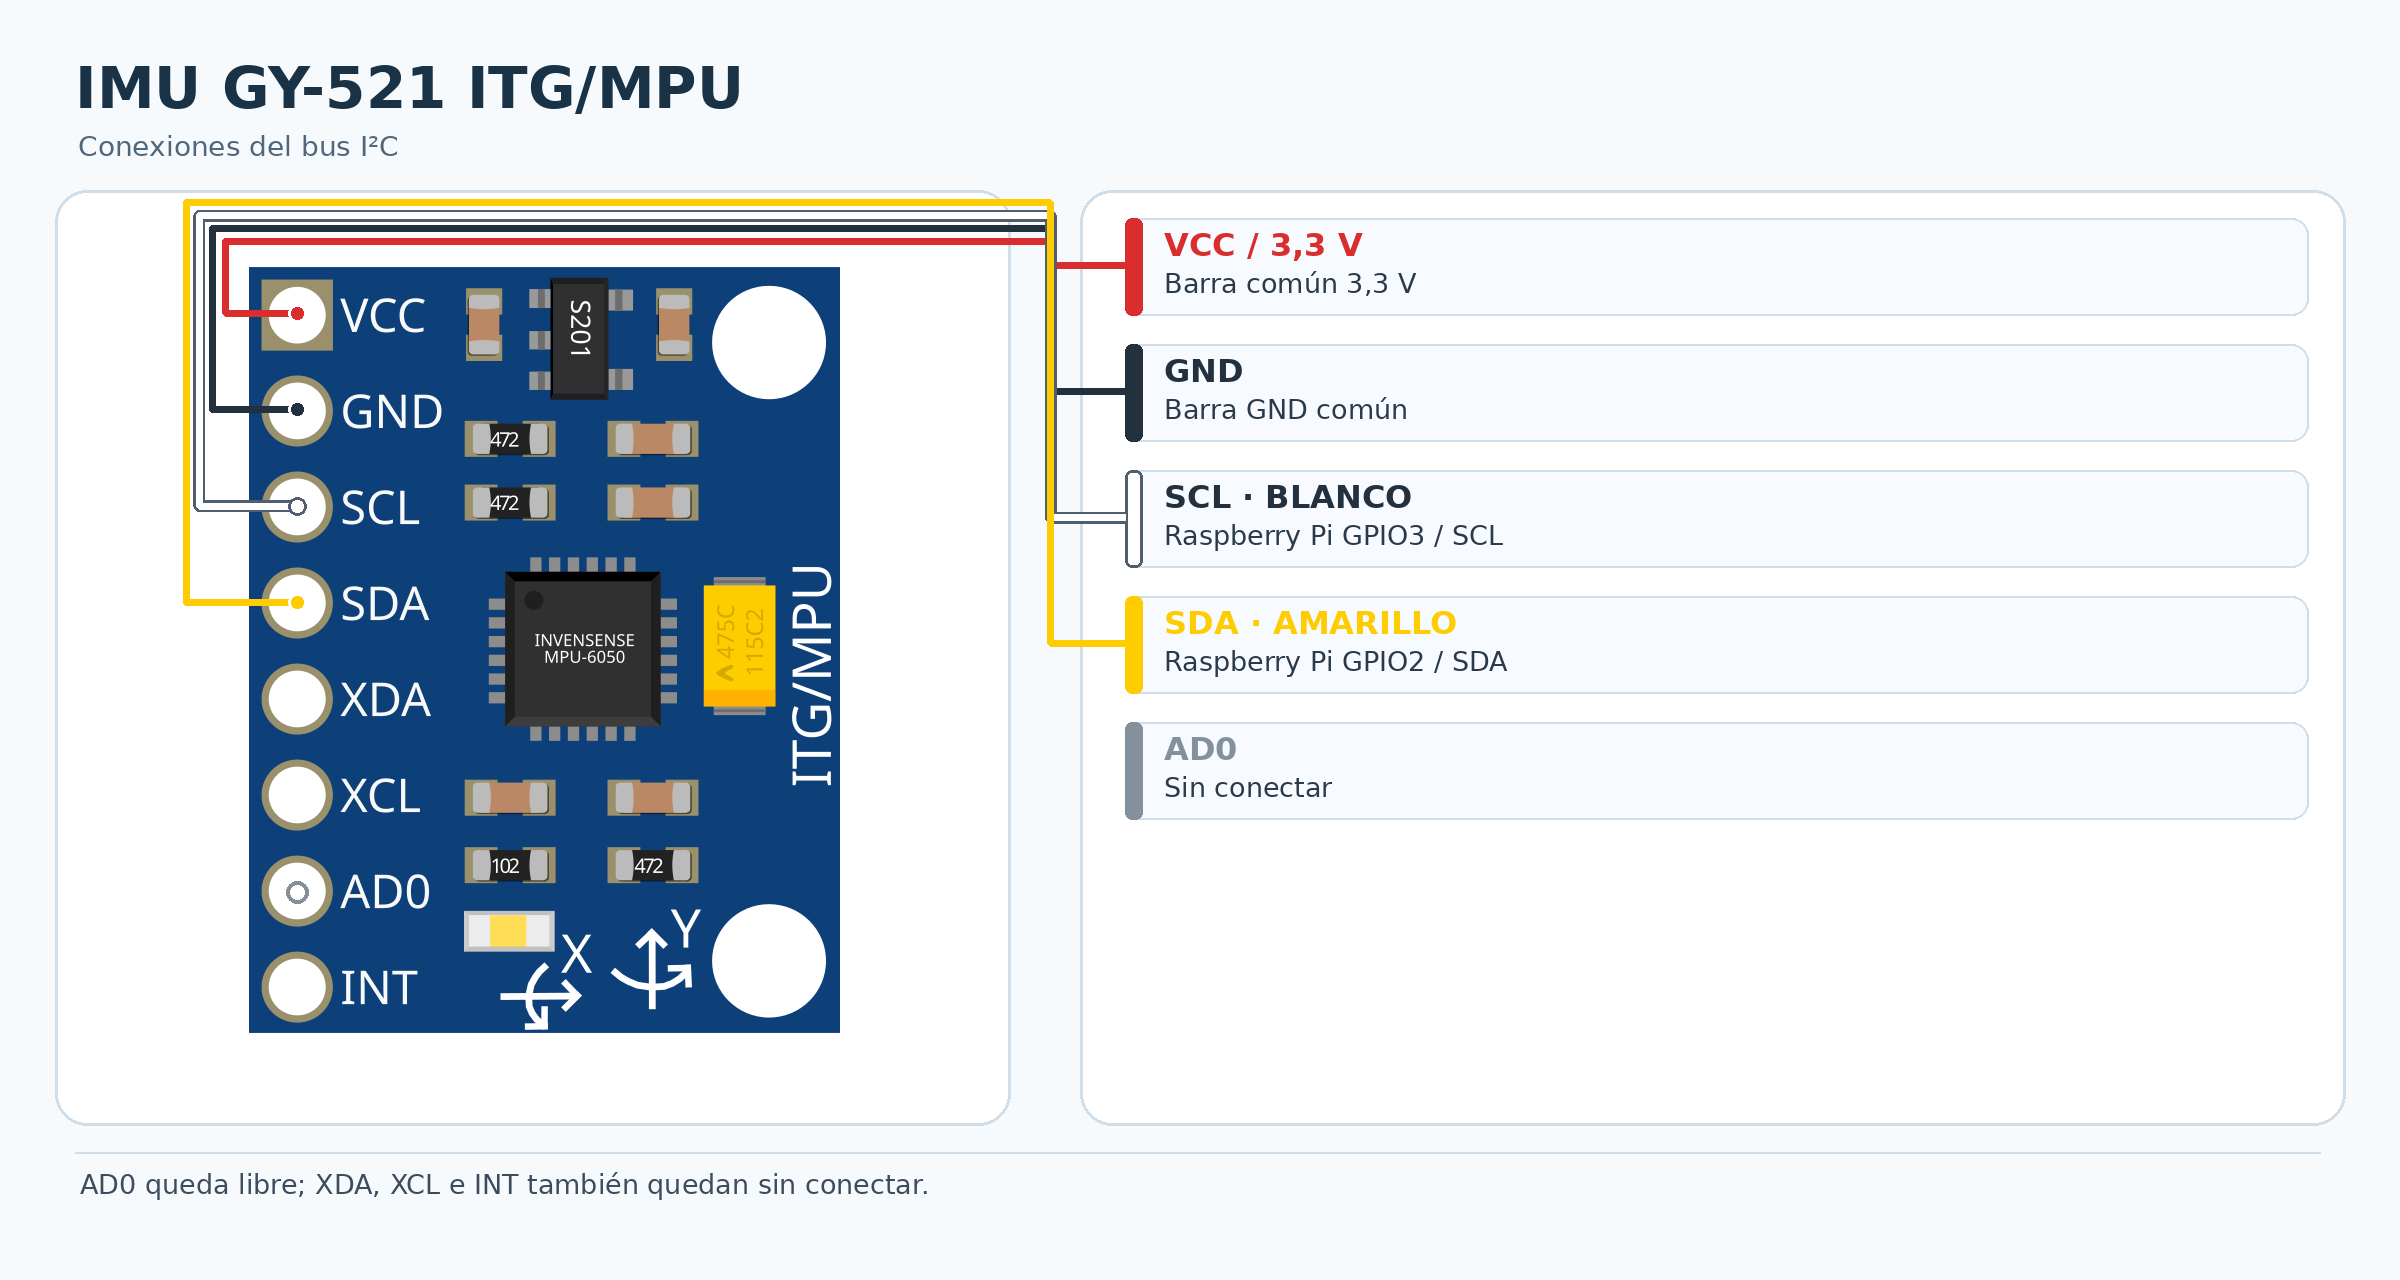 IMU GY-521 ITG/MPU
Conexiones del bus I²C
VCC
GND
SCL
SDA
XDA
XCL
AD0
INT
S201
472
472
INVENSENSE
MPU-6050
475C
115C2
ITG/MPU
102
472
X
Y
VCC / 3,3 V
Barra común 3,3 V
GND
Barra GND común
SCL · BLANCO
Raspberry Pi GPIO3 / SCL
SDA · AMARILLO
Raspberry Pi GPIO2 / SDA
AD0
Sin conectar
AD0 queda libre; XDA, XCL e INT también quedan sin conectar.